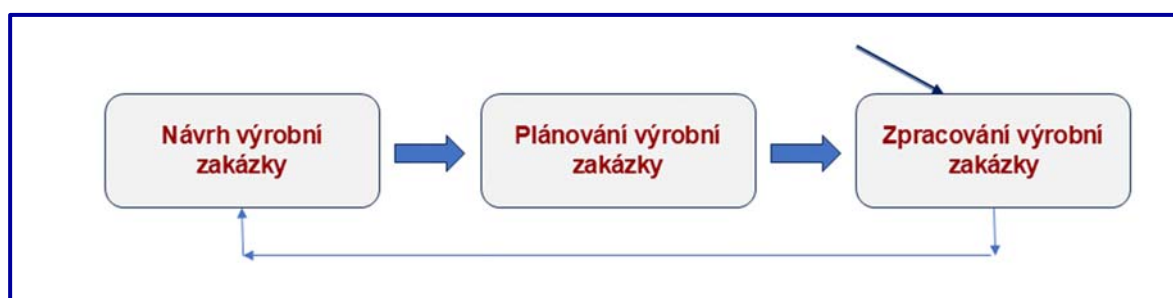 Návrh výrobní
zakázky
Plánování výrobní
zakázky
Zpracování výrobní
zakázky